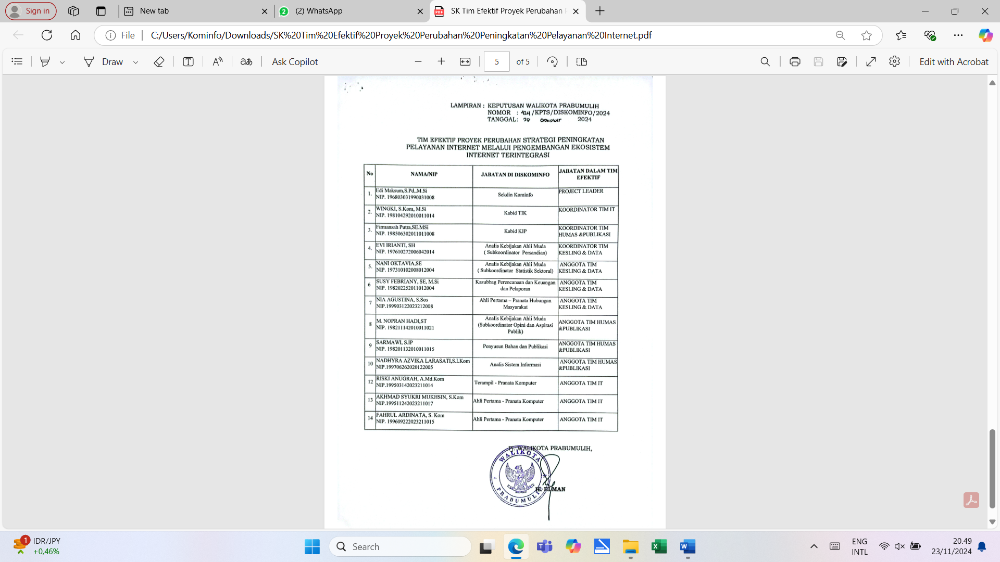 Sign in
New tab
(2) WhatsApp
SK Tim Efektif Proyek Perubahan
File
C:/Users/Kominfo/Downloads/SK%20Tim%20Efektif%20Proyek%20Perubahan%20Peningkatan%20Pelayanan%20Internet.pdf
Draw
Ask Copilot
5 of 5
Edit with Acrobat
LAMPIRAN : KEPUTUSAN WALIKOTA PRABUMULIH
NOMOR : 424/KPTS/DISKOMINFO/2024
TANGGAL: 25 Oktober 2024
TIM EFEKTIF PROYEK PERUBAHAN STRATEGI PENINGKATAN
PELAYANAN INTERNET MELALUI PENGEMBANGAN EKOSISTEM
INTERNET TERINTEGRASI
No NAMA/NIP JABATAN DI DISKOMINFO JABATAN DALAM TIM EFEKTIF
1. Edi Maksum,S.Pd,.M.Si
NIP. 196803031990031008
Sekdin Kominfo
PROJECT LEADER
2. WINGKI, S.Kom, M.Si
NIP. 198104292010011014
Kabid TIK
KOORDINATOR TIM IT
3. Firmansah Putra,SE.MSi
NIP. 198506302011011008
Kabid KIP
KOORDINATOR TIM
HUMAS &PUBLIKASI
4. EVI IRIANTI, SH
NIP. 197610272006042014
Analis Kebijakan Ahli Muda
( Subkoordinator Persandian)
KOORDINATOR TIM
KESLING & DATA
5. NANI OKTAVIA,SE
NIP. 197310102008012004
Analis Kebijakan Ahli Muda
( Subkoordinator Statistik Sektoral)
ANGGOTA TIM
KESLING & DATA
6 SUSY FEBRIANY, SE, M.Si
NIP. 198202252011012004
Kasubbag Perencanaan dan Keuangan
dan Pelaporan
ANGGOTA TIM
KESLING & DATA
7 NIA AGUSTINA, S.Sos
NIP.199903122023212008
Ahli Pertama – Pranata Hubungan
Masyarakat
ANGGOTA TIM
KESLING & DATA
8 M. NOPRAN HADI,ST
NIP. 198211142010011021
Analis Kebijakan Ahli Muda
(Subkoordinator Opini dan Aspirasi
Publik)
ANGGOTA TIM HUMAS
&PUBLIKASI
9 SARMAWI, S.IP
NIP. 198201132010011015
Penyusun Bahan dan Publikasi
ANGGOTA TIM HUMAS
&PUBLIKASI
10 NADHYRA AZVIKA LARASATI,S.I.Kom
NIP.199706262020122005
Analis Sistem Informasi
ANGGOTA TIM HUMAS
&PUBLIKASI
12 RISKI ANUGRAH, A.Md.Kom
NIP.199503142023211014
Terampil - Pranata Komputer
ANGGOTA TIM IT
13 AKHMAD SYUKRI MUKHSIN, S.Kom
NIP.199511242023211017
Ahli Pertama - Pranata Komputer
ANGGOTA TIM IT
14 FAHRUL ARDINATA, S. Kom
NIP. 199609222023211015
Ahli Pertama - Pranata Komputer
ANGGOTA TIM IT
Pj. WALIKOTA PRABUMULIH,
WALIKOTA
PRABUMULIH
H. ELMAN
1
IDR/JPY
+0,46%
Search
ENG
INTL
20.49
23/11/2024